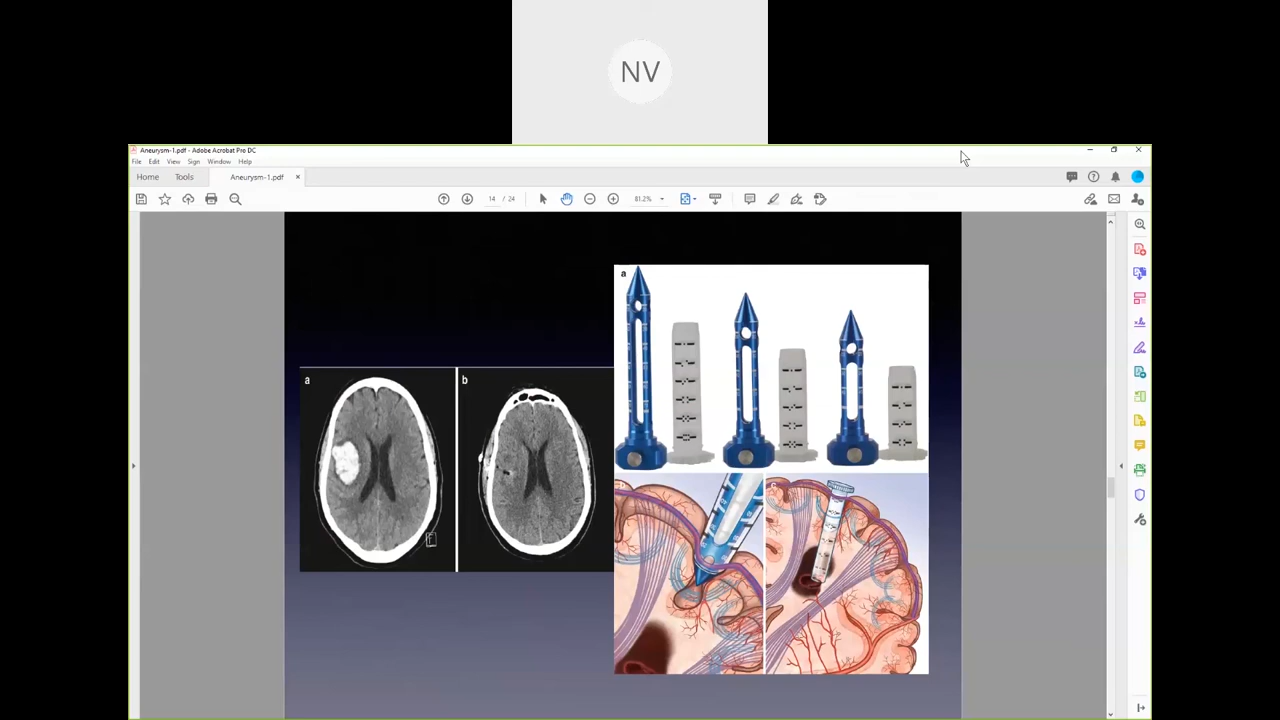 NV
Aneurysm-1.pdf - Adobe Acrobat Pro DC
File Edit View Sign Window Help
Home Tools Aneurysm-1.pdf ×
14 / 24 81.2%
a
a b
c